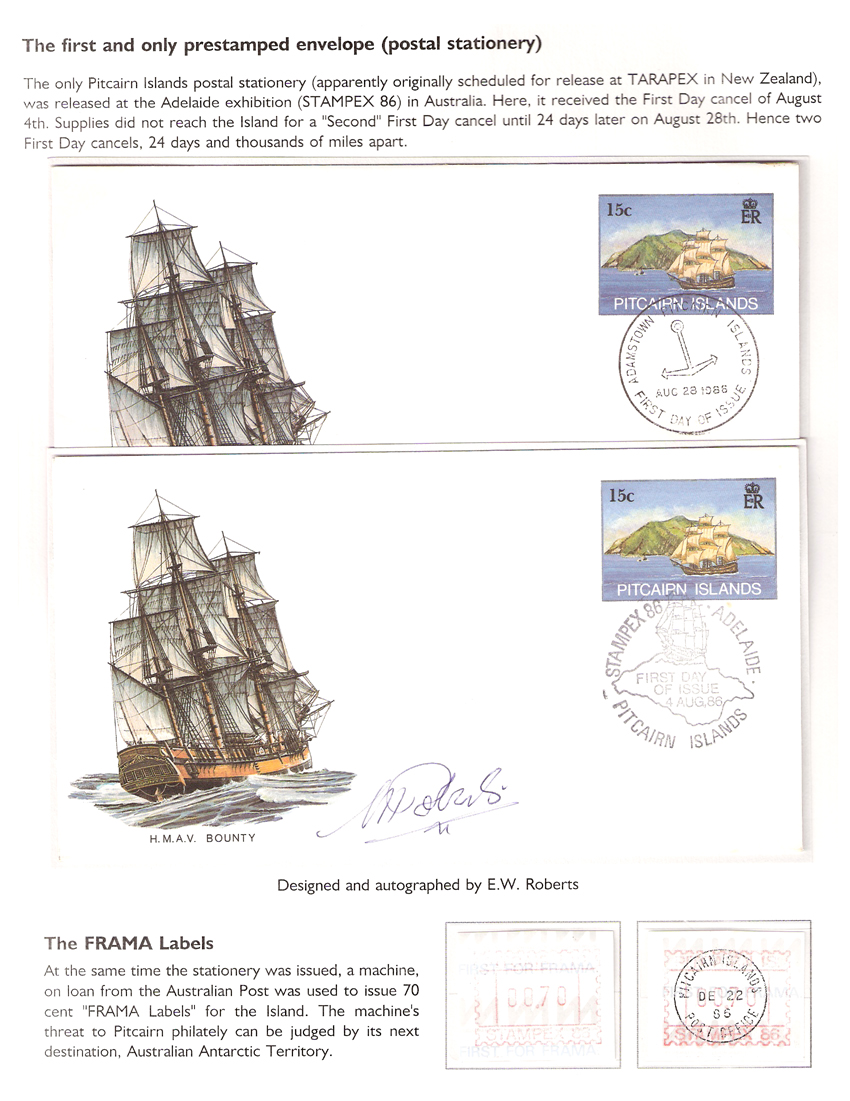 The first and only prestamped envelope (postal stationery)
The only Pitcairn Islands postal stationery (apparently originally scheduled for release at TARAPEX in New Zealand),
was released at the Adelaide exhibition (STAMPEX 86) in Australia. Here, it received the First Day cancel of August
4th. Supplies did not reach the Island for a "Second" First Day cancel until 24 days later on August 28th. Hence two
First Day cancels, 24 days and thousands of miles apart.
15c
ER
PITCAIRN ISLANDS
ADAMSTOWN PITCAIRN ISLANDS
AUG 28 1986
FIRST DAY OF ISSUE
15c
ER
PITCAIRN ISLANDS
STAMPEX 86 ADELAIDE
FIRST DAY
OF ISSUE
4 AUG,86
PITCAIRN ISLANDS
H.M.A.V. BOUNTY
Designed and autographed by E.W. Roberts
The FRAMA Labels
At the same time the stationery was issued, a machine,
on loan from the Australian Post was used to issue 70
cent "FRAMA Labels" for the Island. The machine's
threat to Pitcairn philately can be judged by its next
destination, Australian Antarctic Territory.
FIRST FOR FRAMA
00.70
STAMPEX 86
FIRST FOR FRAMA
PITCAIRN ISLANDS
DE 22
86
POST OFFICE
STAMPEX 86